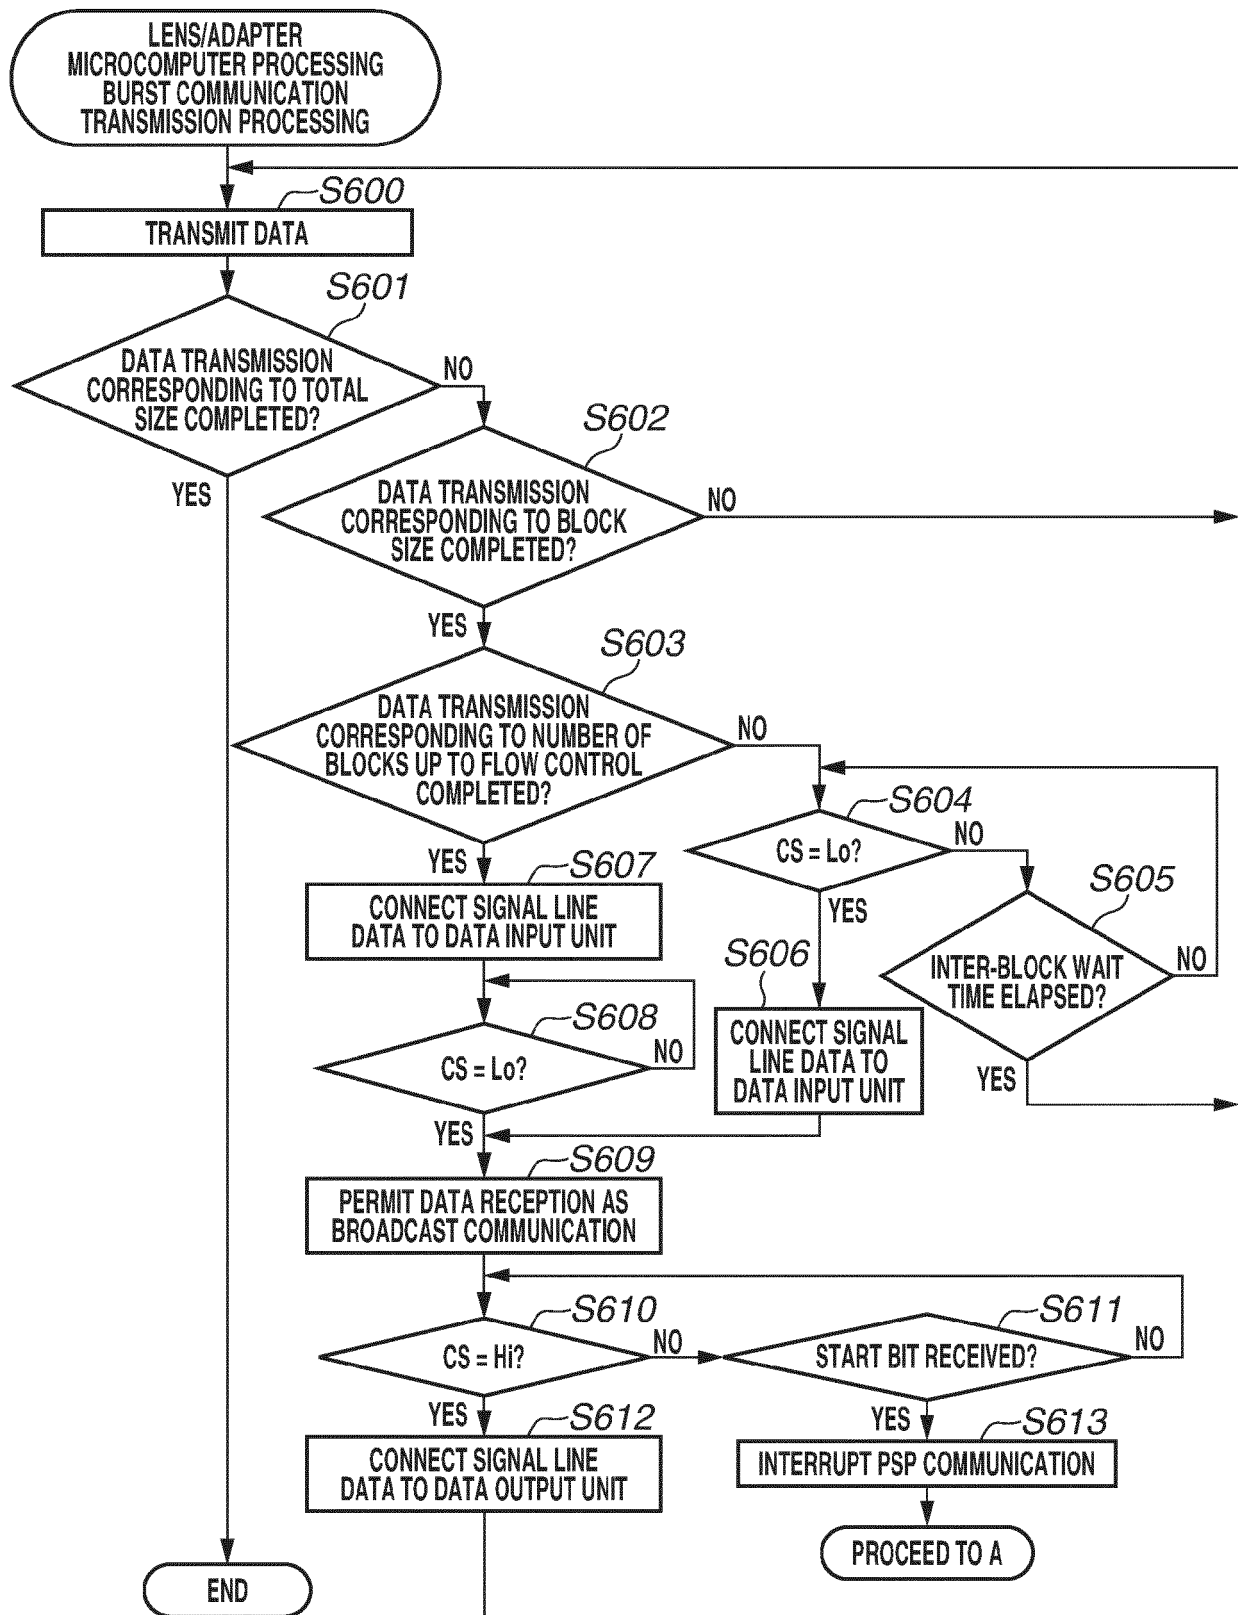 LENS/ADAPTER
MICROCOMPUTER PROCESSING
BURST COMMUNICATION
TRANSMISSION PROCESSING
S600
TRANSMIT DATA
S601
DATA TRANSMISSION
CORRESPONDING TO TOTAL
SIZE COMPLETED?
NO
YES
S602
DATA TRANSMISSION
CORRESPONDING TO BLOCK
SIZE COMPLETED?
NO
YES
S603
DATA TRANSMISSION
CORRESPONDING TO NUMBER OF
BLOCKS UP TO FLOW CONTROL
COMPLETED?
NO
YES
S604
CS = Lo?
NO
YES
S605
INTER-BLOCK WAIT
TIME ELAPSED?
NO
YES
S606
CONNECT SIGNAL
LINE DATA TO
DATA INPUT UNIT
S607
CONNECT SIGNAL LINE
DATA TO DATA INPUT UNIT
S608
CS = Lo?
NO
YES
S609
PERMIT DATA RECEPTION AS
BROADCAST COMMUNICATION
S610
CS = Hi?
NO
YES
S611
START BIT RECEIVED?
NO
YES
S612
CONNECT SIGNAL LINE
DATA TO DATA OUTPUT UNIT
S613
INTERRUPT PSP COMMUNICATION
PROCEED TO A
END